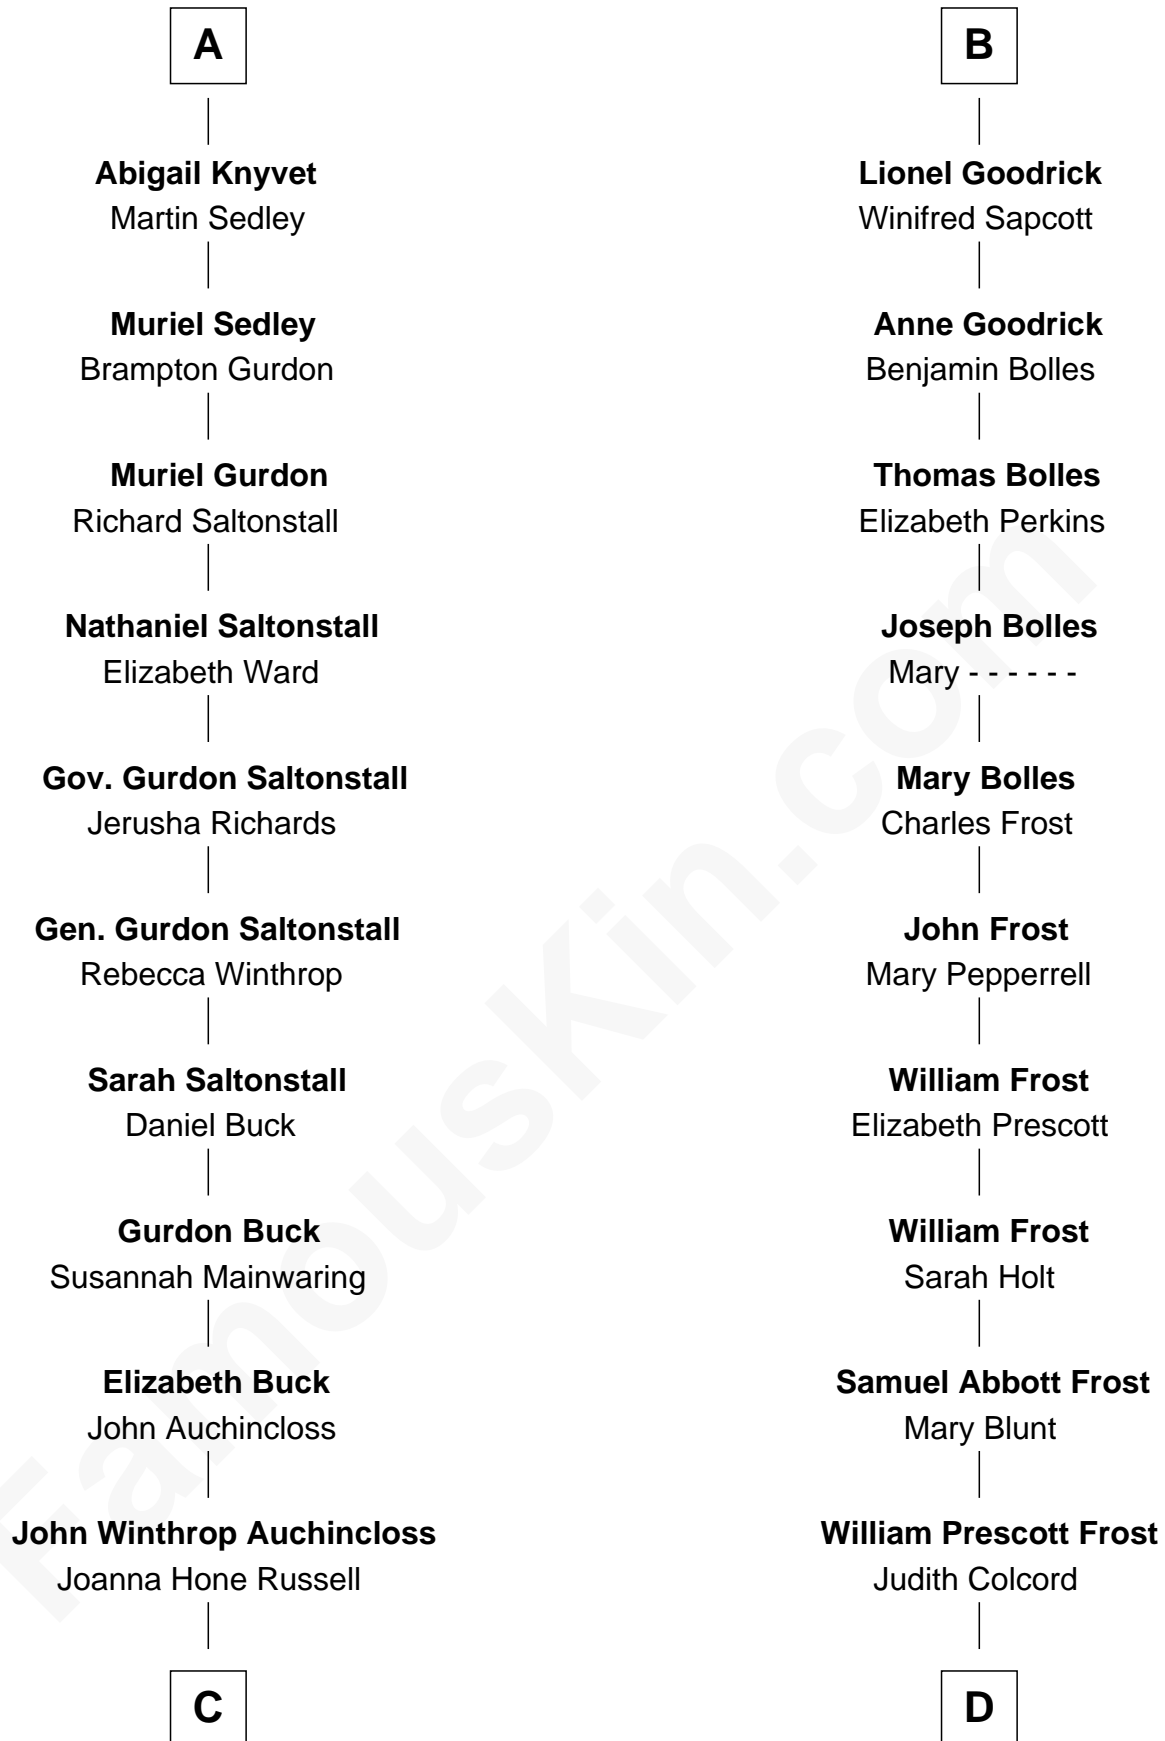 A
Abigail Knyvet
Martin Sedley
Muriel Sedley
Brampton Gurdon
Muriel Gurdon
Richard Saltonstall
Nathaniel Saltonstall
Elizabeth Ward
Gov. Gurdon Saltonstall
Jerusha Richards
Gen. Gurdon Saltonstall
Rebecca Winthrop
Sarah Saltonstall
Daniel Buck
Gurdon Buck
Susannah Mainwaring
Elizabeth Buck
John Auchincloss
John Winthrop Auchincloss
Joanna Hone Russell
C
B
Lionel Goodrick
Winifred Sapcott
Anne Goodrick
Benjamin Bolles
Thomas Bolles
Elizabeth Perkins
Joseph Bolles
Mary - - - - - -
Mary Bolles
Charles Frost
John Frost
Mary Pepperrell
William Frost
Elizabeth Prescott
William Frost
Sarah Holt
Samuel Abbott Frost
Mary Blunt
William Prescott Frost
Judith Colcord
D
FamousKin.com